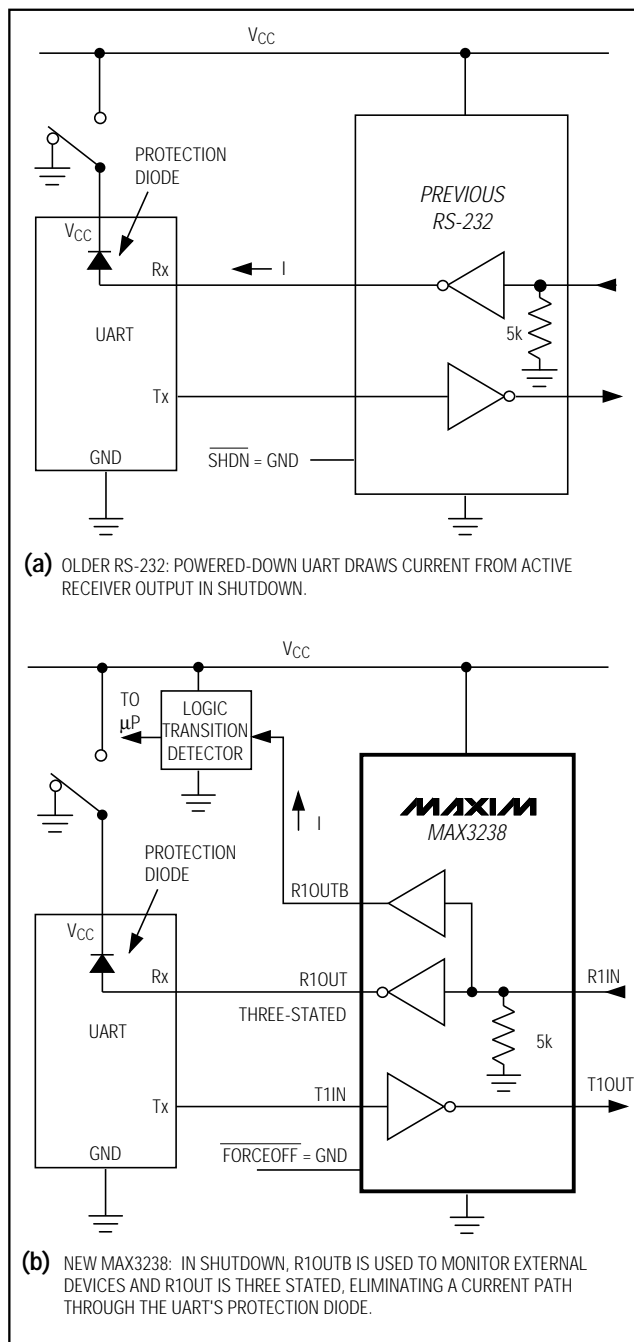 VCC
PROTECTION
DIODE
PREVIOUS
RS-232
VCC
Rx
I
5k
UART
Tx
SHDN = GND
GND
(a) OLDER RS-232: POWERED-DOWN UART DRAWS CURRENT FROM ACTIVE
RECEIVER OUTPUT IN SHUTDOWN.
VCC
TO
μP
LOGIC
TRANSITION
DETECTOR
MAXIM
MAX3238
I
PROTECTION
DIODE
R1OUTB
VCC
Rx
R1OUT
R1IN
THREE-STATED
UART
5k
Tx
T1IN
T1OUT
FORCEOFF = GND
GND
(b) NEW MAX3238: IN SHUTDOWN, R1OUTB IS USED TO MONITOR EXTERNAL
DEVICES AND R1OUT IS THREE STATED, ELIMINATING A CURRENT PATH
THROUGH THE UART'S PROTECTION DIODE.